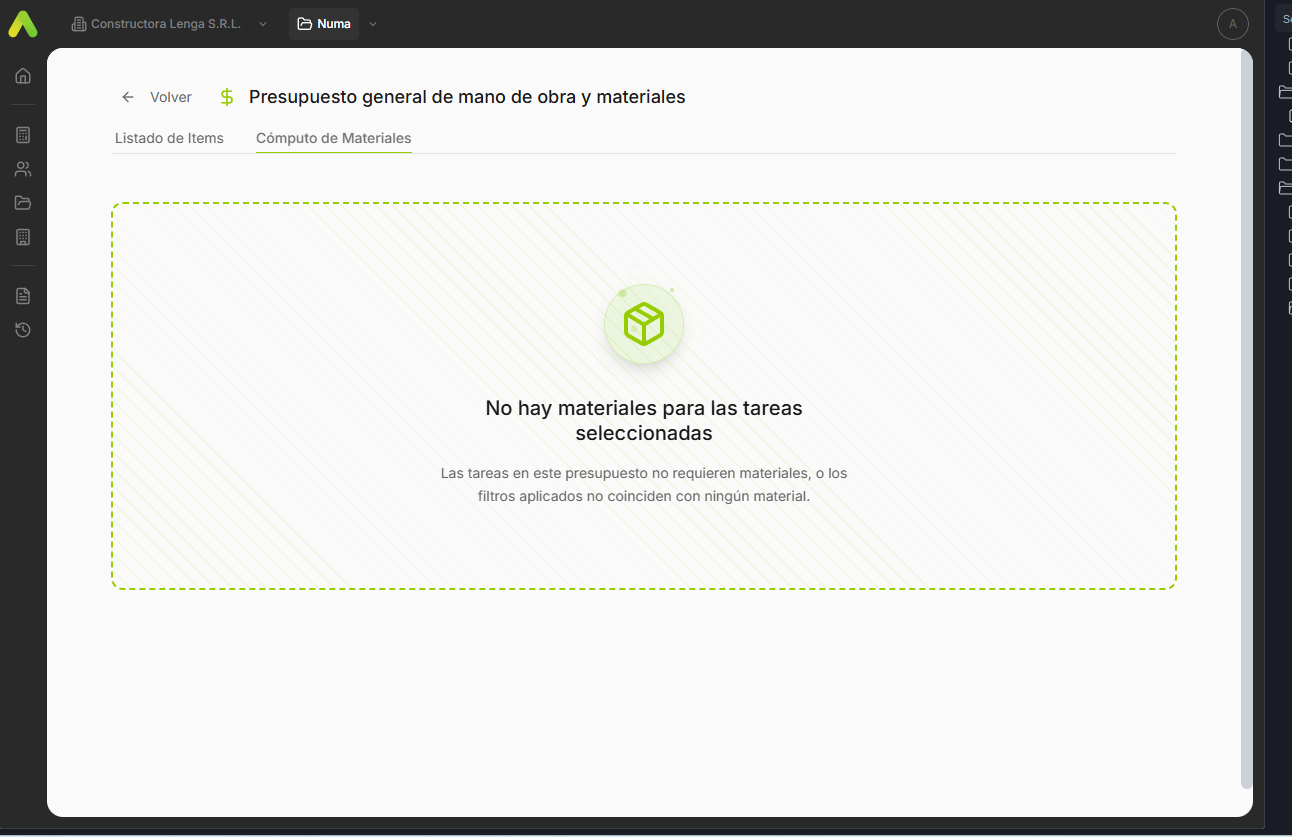 Constructora Lenga S.R.L.
Numa
A
Volver
Presupuesto general de mano de obra y materiales
Listado de Items
Cómputo de Materiales
No hay materiales para las tareas
seleccionadas
Las tareas en este presupuesto no requieren materiales, o los
filtros aplicados no coinciden con ningún material.